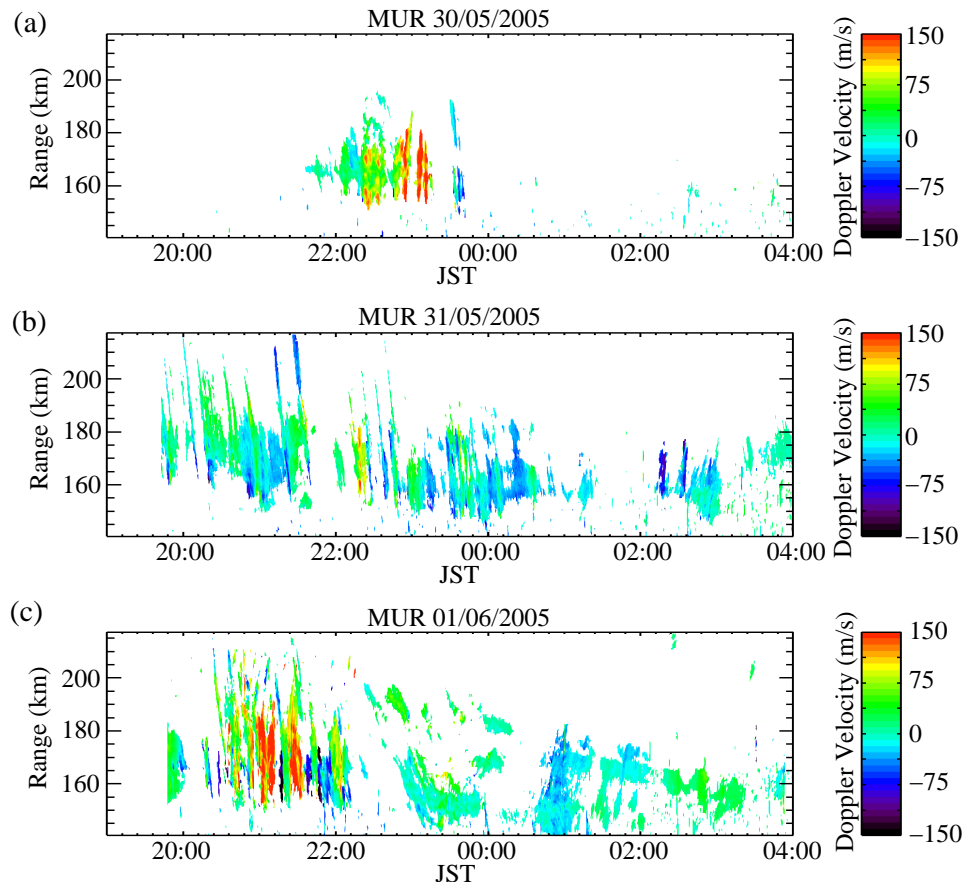 (a)
MUR 30/05/2005
Range (km)
200
180
160
20:00 22:00 00:00 02:00 04:00
JST
Doppler Velocity (m/s)
150
75
0
−75
−150
(b)
MUR 31/05/2005
Range (km)
200
180
160
20:00 22:00 00:00 02:00 04:00
JST
Doppler Velocity (m/s)
150
75
0
−75
−150
(c)
MUR 01/06/2005
Range (km)
200
180
160
20:00 22:00 00:00 02:00 04:00
JST
Doppler Velocity (m/s)
150
75
0
−75
−150